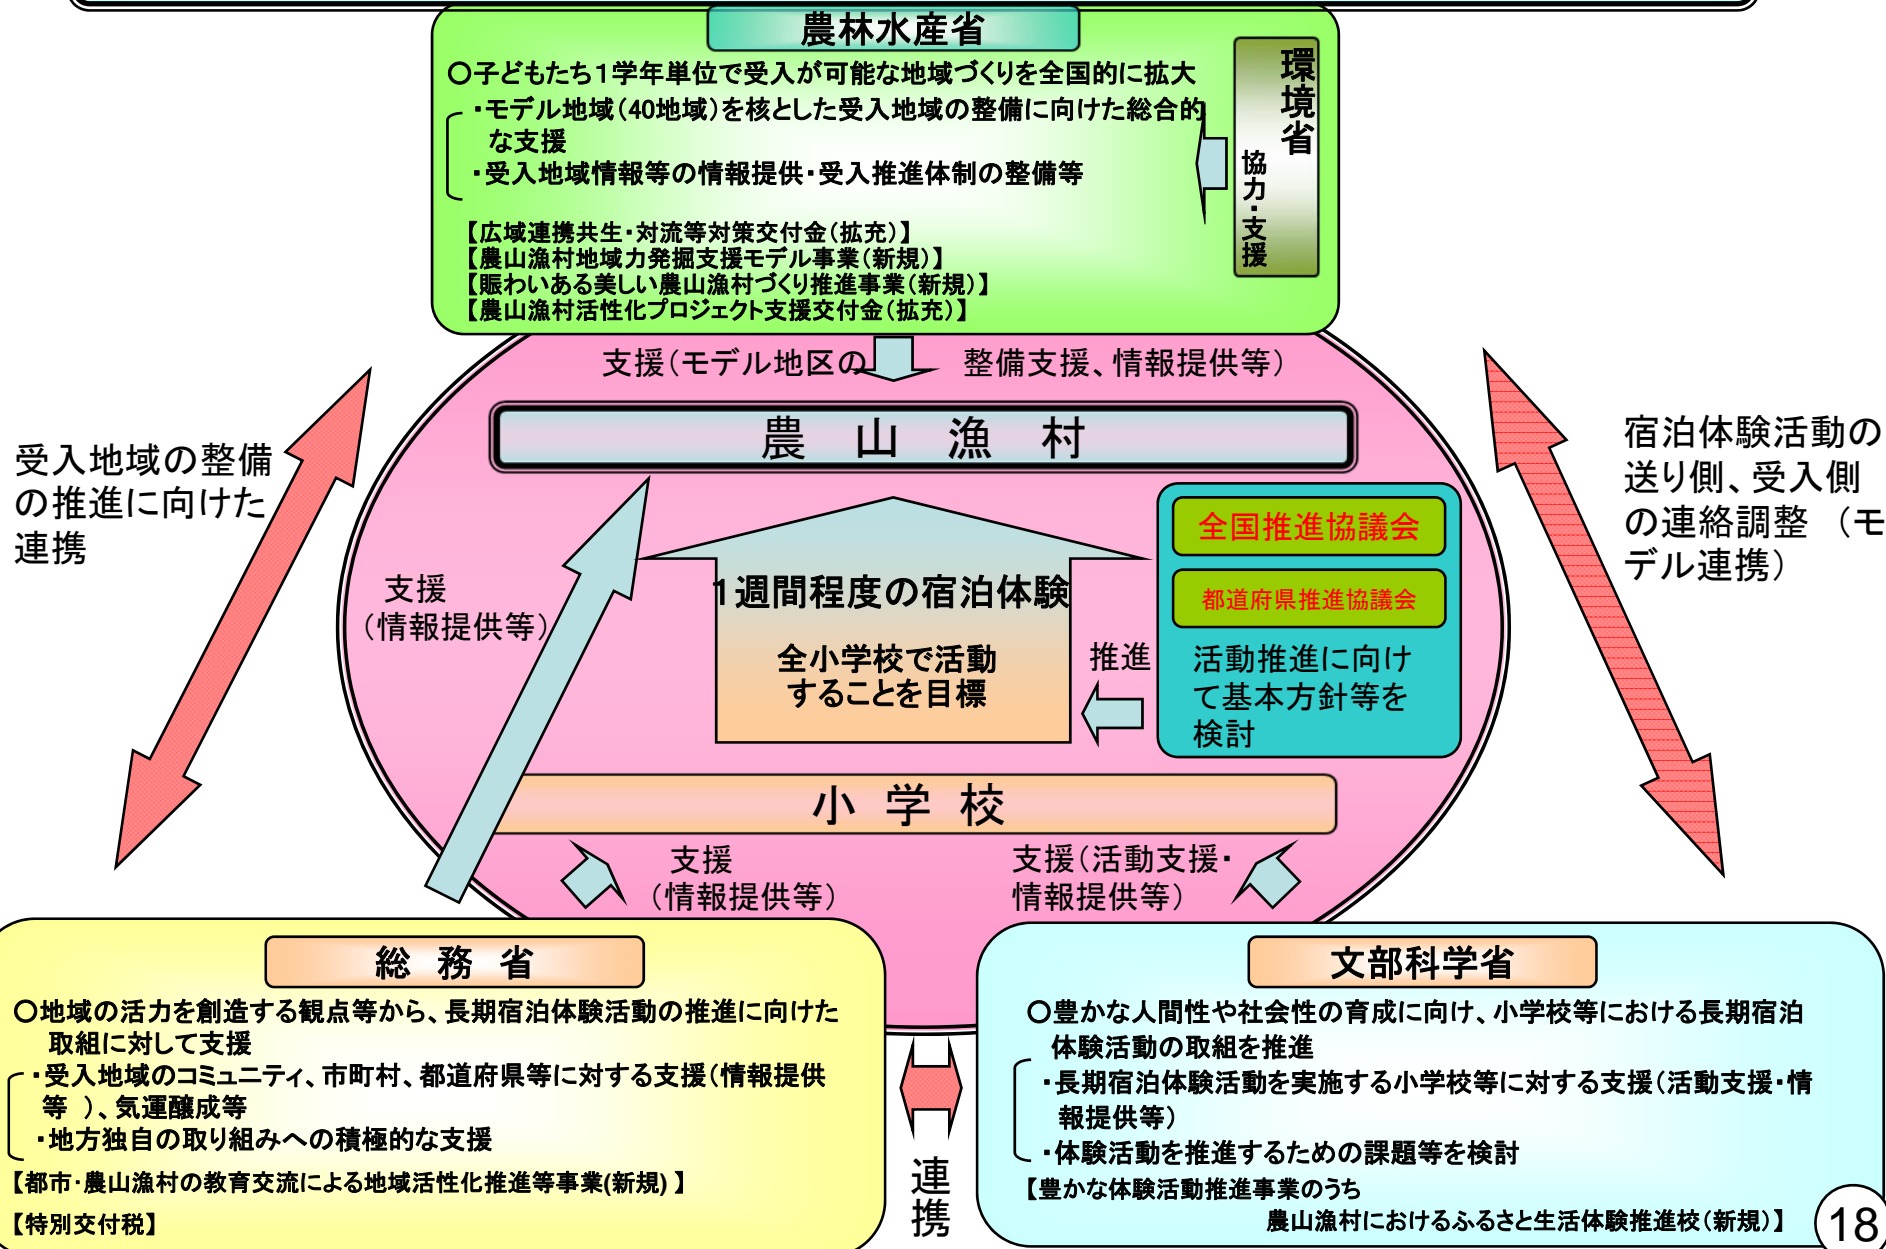 農林水産省
○子どもたち1学年単位で受入が可能な地域づくりを全国的に拡大
・モデル地域(40地域)を核とした受入地域の整備に向けた総合的
な支援
・受入地域情報等の情報提供・受入推進体制の整備等
【広域連携共生・対流等対策交付金(拡充)】
【農山漁村地域力発掘支援モデル事業(新規)】
【賑わいある美しい農山漁村づくり推進事業(新規)】
【農山漁村活性化プロジェクト支援交付金(拡充)】
環境省
協力・支援
支援(モデル地区の 整備支援、情報提供等)
農 山 漁 村
受入地域の整備
の推進に向けた
連携
宿泊体験活動の
送り側、受入側
の連絡調整 (モ
デル連携)
支援
(情報提供等)
1週間程度の宿泊体験
全小学校で活動
することを目標
推進
全国推進協議会
都道府県推進協議会
活動推進に向け
て基本方針等を
検討
小 学 校
支援
(情報提供等)
支援(活動支援・
情報提供等)
総 務 省
○地域の活力を創造する観点等から、長期宿泊体験活動の推進に向けた
取組に対して支援
・受入地域のコミュニティ、市町村、都道府県等に対する支援(情報提供
等 )、気運醸成等
・地方独自の取り組みへの積極的な支援
【都市・農山漁村の教育交流による地域活性化推進等事業(新規) 】
【特別交付税】
連携
文部科学省
○豊かな人間性や社会性の育成に向け、小学校等における長期宿泊
体験活動の取組を推進
・長期宿泊体験活動を実施する小学校等に対する支援(活動支援・情
報提供等)
・体験活動を推進するための課題等を検討
【豊かな体験活動推進事業のうち
農山漁村におけるふるさと生活体験推進校(新規)】
18